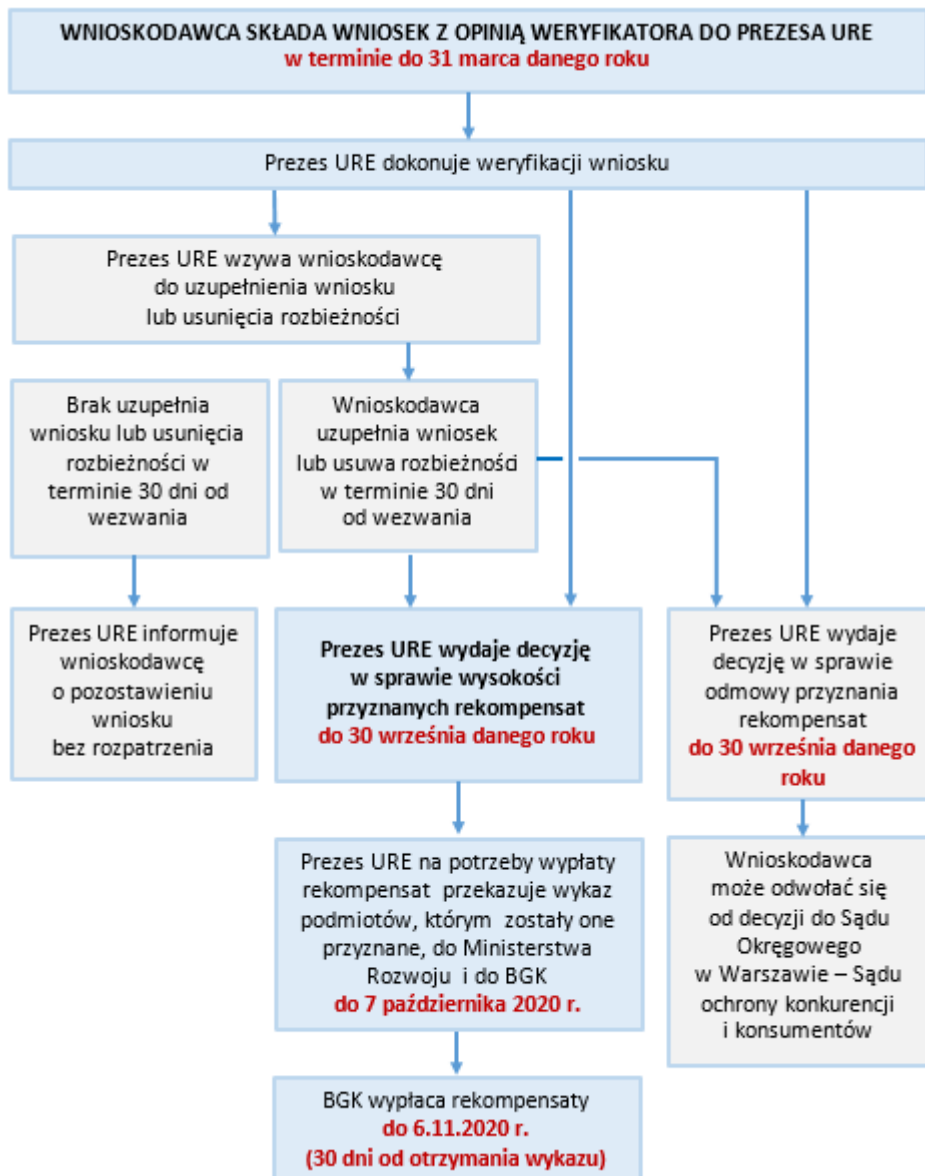 WNIOSKODAWCA SKŁADA WNIOSEK Z OPINIĄ WERYFIKATORA DO PREZESA URE
w terminie do 31 marca danego roku
Prezes URE dokonuje weryfikacji wniosku
Prezes URE wzywa wnioskodawcę
do uzupełnienia wniosku
lub usunięcia rozbieżności
Brak uzupełnia
wniosku lub usunięcia
rozbieżności w
terminie 30 dni od
wezwania
Wnioskodawca
uzupełnia wniosek
lub usuwa rozbieżności
w terminie 30 dni
od wezwania
Prezes URE informuje
wnioskodawcę
o pozostawieniu
wniosku
bez rozpatrzenia
Prezes URE wydaje decyzję
w sprawie wysokości
przyznanych rekompensat
do 30 września danego roku
Prezes URE wydaje
decyzję w sprawie
odmowy przyznania
rekompensat
do 30 września danego
roku
Prezes URE na potrzeby wypłaty
rekompensat przekazuje wykaz
podmiotów, którym zostały one
przyznane, do Ministerstwa
Rozwoju i do BGK
do 7 października 2020 r.
Wnioskodawca
może odwołać się
od decyzji do Sądu
Okręgowego
w Warszawie – Sądu
ochrony konkurencji
i konsumentów
BGK wypłaca rekompensaty
do 6.11.2020 r.
(30 dni od otrzymania wykazu)